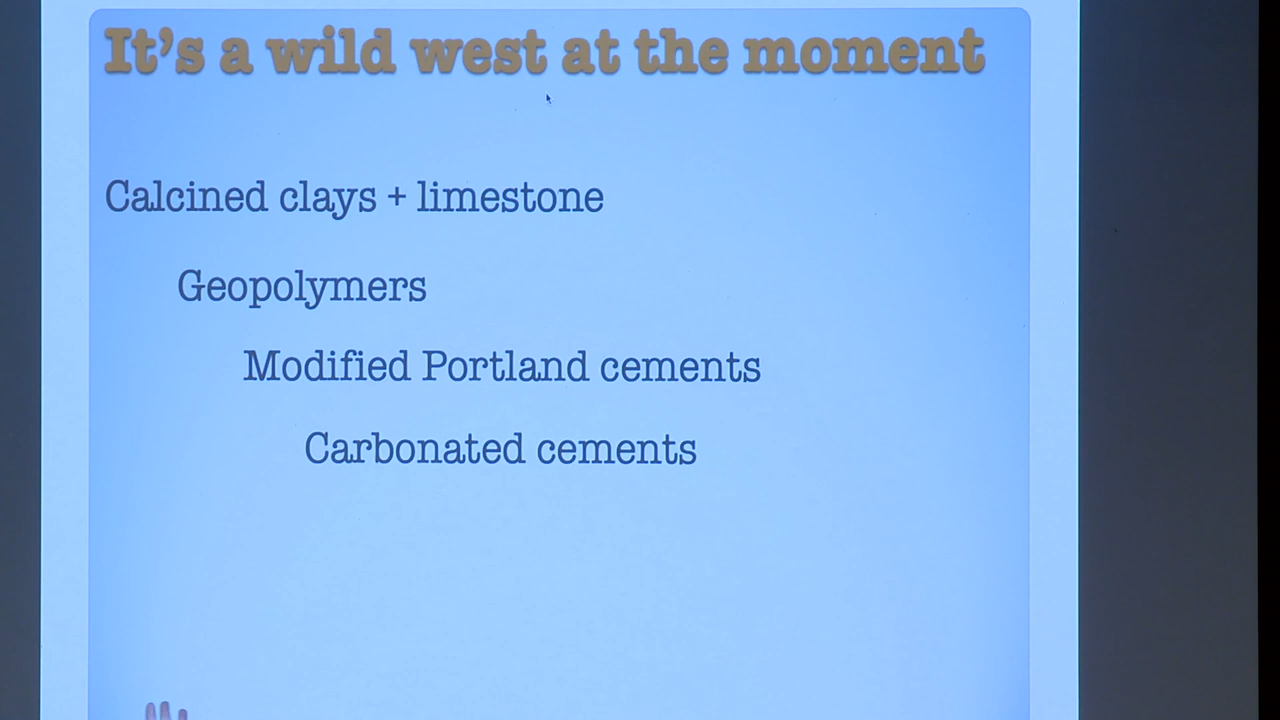 It's a wild west at the moment
Calcined clays + limestone
Geopolymers
Modified Portland cements
Carbonated cements